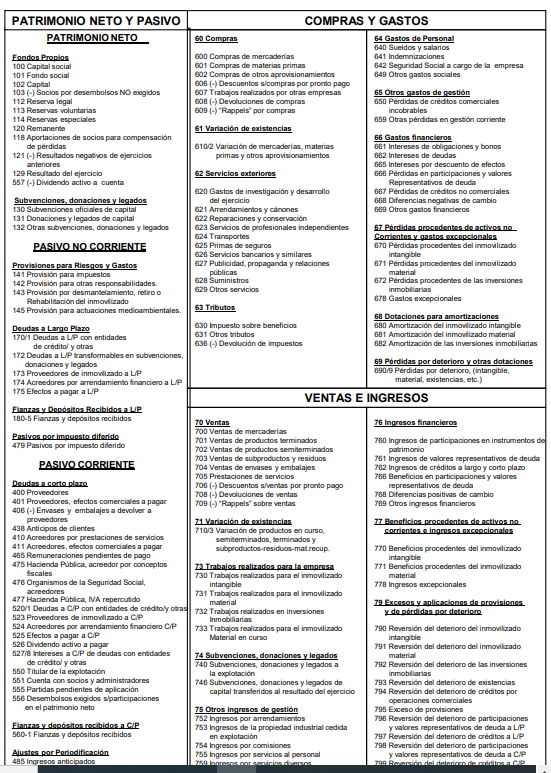 PATRIMONIO NETO Y PASIVO
PATRIMONIO NETO
Fondos Propios
100 Capital social
101 Fondo social
102 Capital
103 (-) Socios por desembolsos NO exigidos
112 Reserva legal
113 Reservas voluntarias
114 Reservas especiales
120 Remanente
118 Aportaciones de socios para compensación
de pérdidas
121 (-) Resultados negativos de ejercicios
anteriores
129 Resultado del ejercicio
557 (-) Dividendo activo a cuenta
Subvenciones, donaciones y legados
130 Subvenciones oficiales de capital
131 Donaciones y legados de capital
132 Otras subvenciones, donaciones y legados
PASIVO NO CORRIENTE
Provisiones para Riesgos y Gastos
141 Provisión para impuestos
142 Provisión para otras responsabilidades.
143 Provisión por desmantelamiento, retiro o
Rehabilitación del inmovilizado
145 Provisión para actuaciones medioambientales.
Deudas a Largo Plazo
170/1 Deudas a L/P con entidades
de crédito/ y otras
172 Deudas a L/P transformables en subvenciones,
donaciones y legados
173 Proveedores de inmovilizado a L/P
174 Acreedores por arrendamiento financiero a L/P
175 Efectos a pagar a L/P
Fianzas y Depósitos Recibidos a L/P
180-5 Fianzas y depósitos recibidos
Pasivos por impuesto diferido
479 Pasivos por impuesto diferido
PASIVO CORRIENTE
Deudas a corto plazo
400 Proveedores
401 Proveedores, efectos comerciales a pagar
406 (-) Envases y embalajes a devolver a
proveedores
438 Anticipos de clientes
410 Acreedores por prestaciones de servicios
411 Acreedores, efectos comerciales a pagar
465 Remuneraciones pendientes de pago
475 Hacienda Pública, acreedor por conceptos
fiscales
476 Organismos de la Seguridad Social,
acreedores
477 Hacienda Pública, IVA repercutido
520/1 Deudas a C/P con entidades de crédito/y otras
523 Proveedores de inmovilizado a C/P
524 Acreedores por arrendamiento financiero C/P
525 Efectos a pagar a C/P
526 Dividendo activo a pagar
527/8 Intereses a C/P de deudas con entidades
de crédito/ y otras
550 Titular de la explotación
551 Cuenta con socios y administradores
555 Partidas pendientes de aplicación
556 Desembolsos exigidos s/participaciones
en el patrimonio neto
Fianzas y depósitos recibidos a C/P
560-1 Fianzas y depósitos recibidos
Ajustes por Periodificación
485 Ingresos anticipados
COMPRAS Y GASTOS
60 Compras
600 Compras de mercaderías
601 Compras de materias primas
602 Compras de otros aprovisionamientos
606 (-) Descuentos s/compras por pronto pago
607 Trabajos realizados por otras empresas
608 (-) Devoluciones de compras
609 (-) "Rappels" por compras
61 Variación de existencias
610/2 Variación de mercaderías, materias
primas y otros aprovisionamientos
62 Servicios exteriores
620 Gastos de investigación y desarrollo
del ejercicio
621 Arrendamientos y cánones
622 Reparaciones y conservación
623 Servicios de profesionales independientes
624 Transportes
625 Primas de seguros
626 Servicios bancarios y similares
627 Publicidad, propaganda y relaciones
públicas
628 Suministros
629 Otros servicios
63 Tributos
630 Impuesto sobre beneficios
631 Otros tributos
636 (-) Devolución de impuestos
64 Gastos de Personal
640 Sueldos y salarios
641 Indemnizaciones
642 Seguridad Social a cargo de la empresa
649 Otros gastos sociales
65 Otros gastos de gestión
650 Pérdidas de créditos comerciales
incobrables
659 Otras pérdidas en gestión corriente
66 Gastos financieros
661 Intereses de obligaciones y bonos
662 Intereses de deudas
665 Intereses por descuento de efectos
666 Pérdidas en participaciones y valores
Representativos de deuda
667 Pérdidas de créditos no comerciales
668 Diferencias negativas de cambio
669 Otros gastos financieros
67 Pérdidas procedentes de activos no
Corrientes y gastos excepcionales
670 Pérdidas procedentes del inmovilizado
intangible
671 Pérdidas procedentes del inmovilizado
material
672 Pérdidas procedentes de las inversiones
inmobiliarias
678 Gastos excepcionales
68 Dotaciones para amortizaciones
680 Amortización del inmovilizado intangible
681 Amortización del inmovilizado material
682 Amortización de las inversiones inmobiliarias
69 Pérdidas por deterioro y otras dotaciones
690/9 Pérdidas por deterioro, (intangible,
material, existencias, etc.)
VENTAS E INGRESOS
70 Ventas
700 Ventas de mercaderías
701 Ventas de productos terminados
702 Ventas de productos semiterminados
703 Ventas de subproductos y residuos
704 Ventas de envases y embalajes
705 Prestaciones de servicios
706 (-) Descuentos s/ventas por pronto pago
708 (-) Devoluciones de ventas
709 (-) "Rappels" sobre ventas
71 Variación de existencias
710/3 Variación de productos en curso,
semiterminados, terminados y
subproductos-residuos-mat.recup.
73 Trabajos realizados para la empresa
730 Trabajos realizados para el inmovilizado
intangible
731 Trabajos realizados para el inmovilizado
material
732 Trabajos realizados en inversiones
Inmobiliarias
733 Trabajos realizados para el inmovilizado
Material en curso
74 Subvenciones, donaciones y legados
740 Subvenciones, donaciones y legados a
la explotación
746 Subvenciones, donaciones y legados de
capital transferidos al resultado del ejercicio
75 Otros ingresos de gestión
752 Ingresos por arrendamientos
753 Ingresos de la propiedad industrial cedida
en explotación
754 Ingresos por comisiones
755 Ingresos por servicios al personal
759 Ingresos por servicios diversos
76 Ingresos financieros
760 Ingresos de participaciones en instrumentos de
patrimonio
761 Ingresos de valores representativos de deuda
762 Ingresos de créditos a largo y corto plazo
766 Beneficios en participaciones y valores
representativos de deuda
768 Diferencias positivas de cambio
769 Otros ingresos financieros
77 Beneficios procedentes de activos no
corrientes e ingresos excepcionales
770 Beneficios procedentes del inmovilizado
intangible
771 Beneficios procedentes del inmovilizado
material
778 Ingresos excepcionales
79 Excesos y aplicaciones de provisiones
y de pérdidas por deterioro
790 Reversión del deterioro del inmovilizado
intangible
791 Reversión del deterioro del inmovilizado
material
792 Reversión del deterioro de las inversiones
inmobiliarias
793 Reversión del deterioro de existencias
794 Reversión del deterioro de créditos por
operaciones comerciales
795 Exceso de provisiones
796 Reversión del deterioro de participaciones
y valores representativos de deuda a L/P
797 Reversión del deterioro de créditos a L/P
798 Reversión del deterioro de participaciones
y valores representativos de deuda a C/P
799 Reversión del deterioro de créditos a C/P